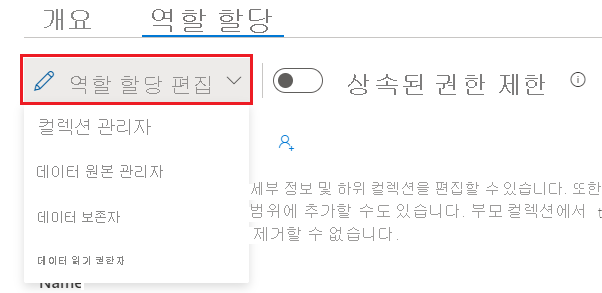 개요 역할 할당
역할 할당 편집 상속된 권한 제한
컬렉션 관리자
데이터 원본 관리자
세부 정보 및 하위 컬렉션을 편집할 수 있습니다. 또한
데이터 보존자 범위에 추가할 수도 있습니다. 부모 컬렉션에서 t
제거할 수 없습니다.
데이터 읽기 권한자
Name